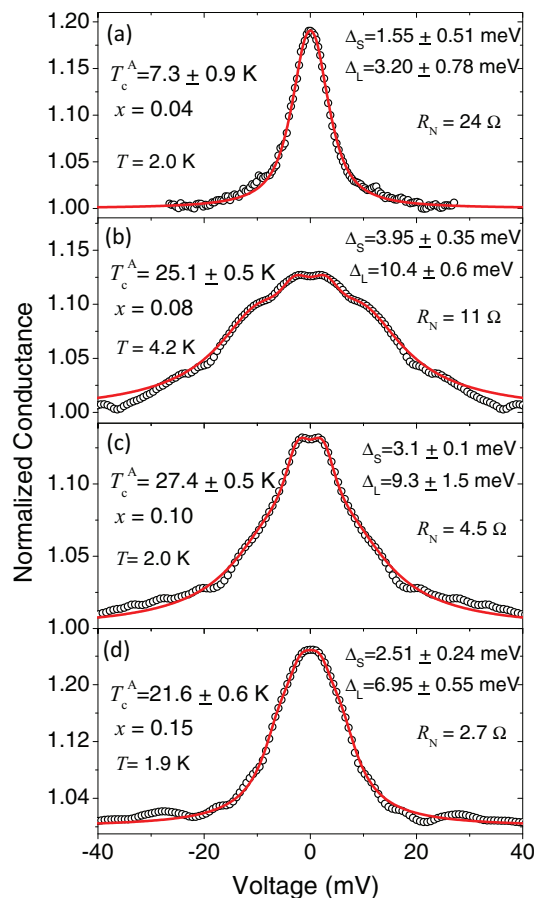 Normalized Conductance
1.20
1.15
1.10
1.05
1.00
(a)
T_c^A=7.3 ± 0.9 K
x = 0.04
T = 2.0 K
Δ_S=1.55 ± 0.51 meV
Δ_L=3.20 ± 0.78 meV
R_N = 24 Ω
1.15
1.10
1.05
1.00
(b)
T_c^A= 25.1 ± 0.5 K
x = 0.08
T = 4.2 K
Δ_S=3.95 ± 0.35 meV
Δ_L=10.4 ± 0.6 meV
R_N = 11 Ω
1.10
1.05
1.00
(c)
T_c^A= 27.4 ± 0.5 K
x = 0.10
T= 2.0 K
Δ_S=3.1 ± 0.1 meV
Δ_L=9.3 ± 1.5 meV
R_N = 4.5 Ω
1.20
1.12
1.04
(d)
T_c^A= 21.6 ± 0.6 K
x = 0.15
T= 1.9 K
Δ_S=2.51 ± 0.24 meV
Δ_L=6.95 ± 0.55 meV
R_N = 2.7 Ω
-40 -20 0 20 40
Voltage (mV)